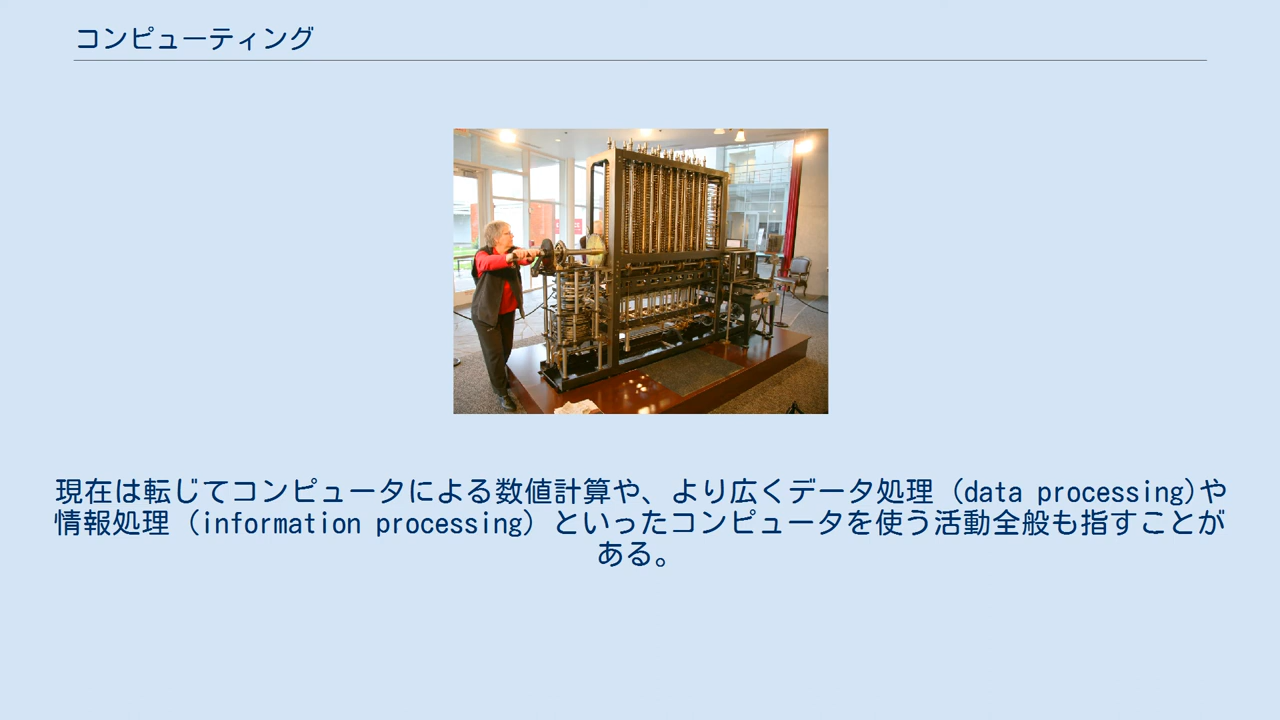 コンピューティング
現在は転じてコンピュータによる数値計算や、より広くデータ処理 (data processing)や
情報処理 (information processing) といったコンピュータを使う活動全般も指すことが
ある。